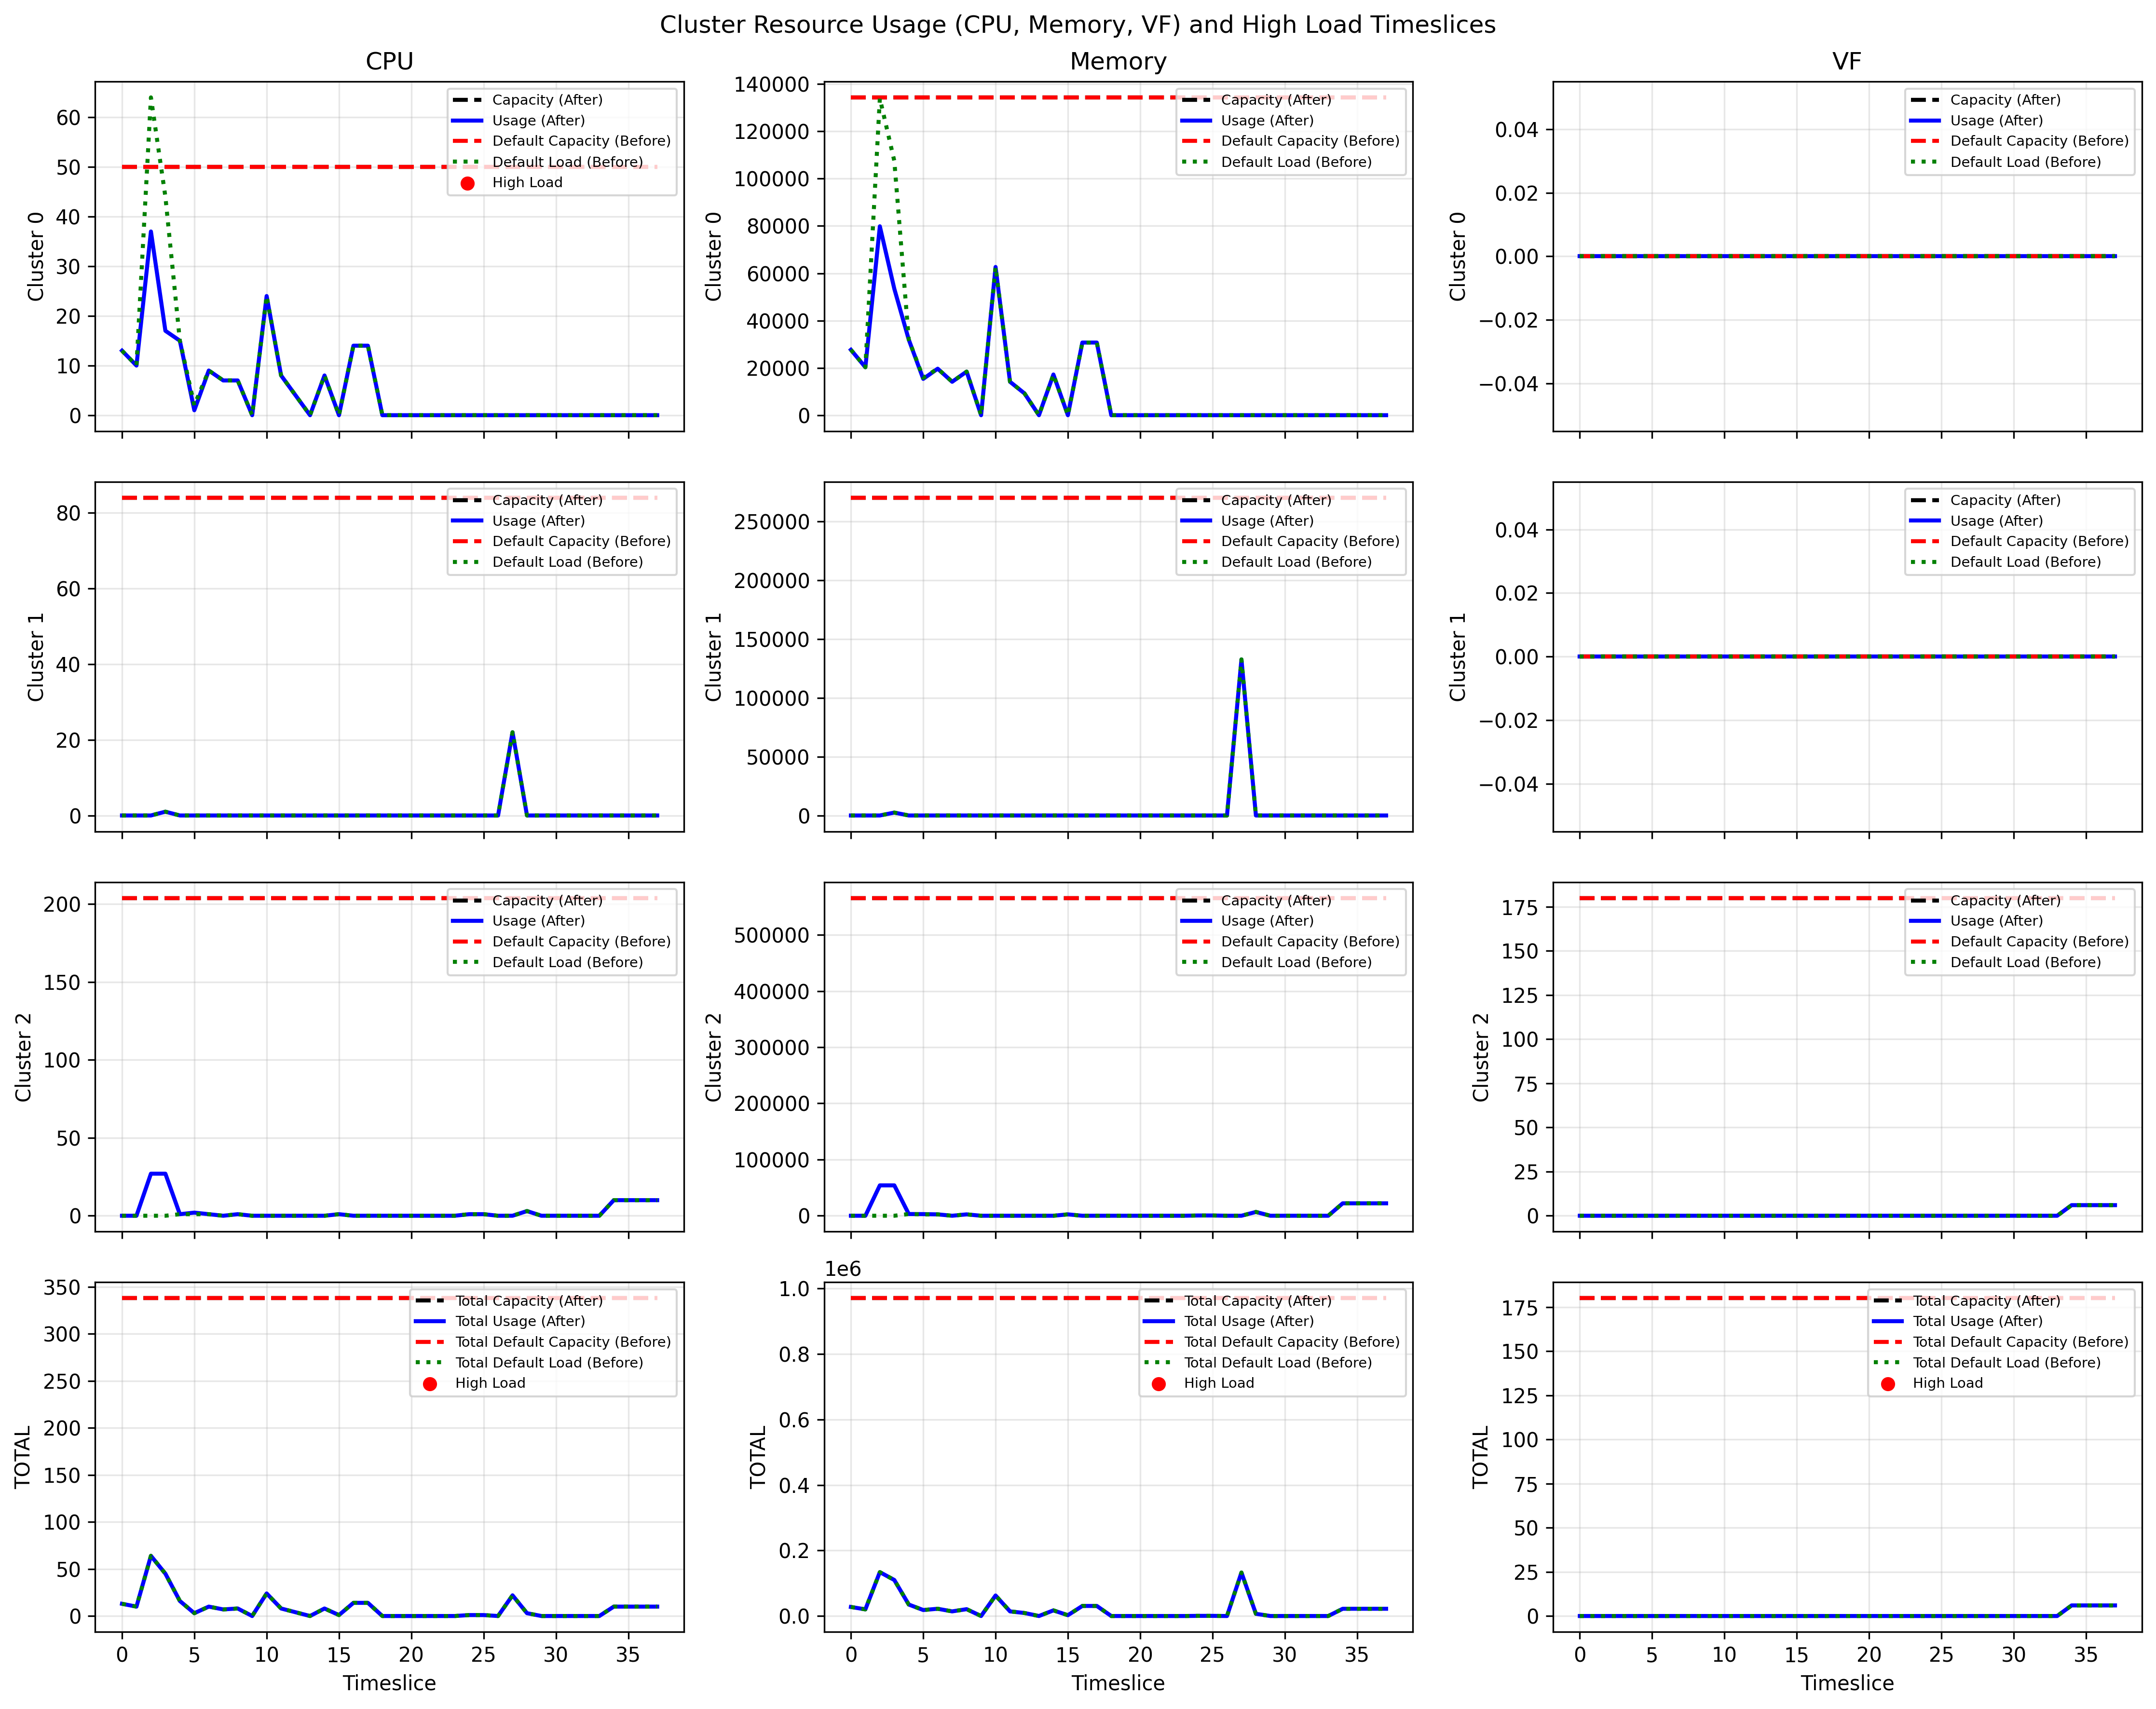 Cluster Resource Usage (CPU, Memory, VF) and High Load Timeslices
CPU
Memory
VF
Cluster 0
60
50
40
30
20
10
0
Capacity (After)
Usage (After)
Default Capacity (Before)
Default Load (Before)
High Load
Cluster 0
140000
120000
100000
80000
60000
40000
20000
0
Capacity (After)
Usage (After)
Default Capacity (Before)
Default Load (Before)
Cluster 0
0.04
0.02
0.00
−0.02
−0.04
Capacity (After)
Usage (After)
Default Capacity (Before)
Default Load (Before)
Cluster 1
80
60
40
20
0
Capacity (After)
Usage (After)
Default Capacity (Before)
Default Load (Before)
Cluster 1
250000
200000
150000
100000
50000
0
Capacity (After)
Usage (After)
Default Capacity (Before)
Default Load (Before)
Cluster 1
0.04
0.02
0.00
−0.02
−0.04
Capacity (After)
Usage (After)
Default Capacity (Before)
Default Load (Before)
Cluster 2
200
150
100
50
0
Capacity (After)
Usage (After)
Default Capacity (Before)
Default Load (Before)
Cluster 2
500000
400000
300000
200000
100000
0
Capacity (After)
Usage (After)
Default Capacity (Before)
Default Load (Before)
Cluster 2
175
150
125
100
75
50
25
0
Capacity (After)
Usage (After)
Default Capacity (Before)
Default Load (Before)
TOTAL
350
300
250
200
150
100
50
0
Total Capacity (After)
Total Usage (After)
Total Default Capacity (Before)
Total Default Load (Before)
High Load
0 5 10 15 20 25 30 35
Timeslice
TOTAL
1e6
1.0
0.8
0.6
0.4
0.2
0.0
Total Capacity (After)
Total Usage (After)
Total Default Capacity (Before)
Total Default Load (Before)
High Load
0 5 10 15 20 25 30 35
Timeslice
TOTAL
175
150
125
100
75
50
25
0
Total Capacity (After)
Total Usage (After)
Total Default Capacity (Before)
Total Default Load (Before)
High Load
0 5 10 15 20 25 30 35
Timeslice